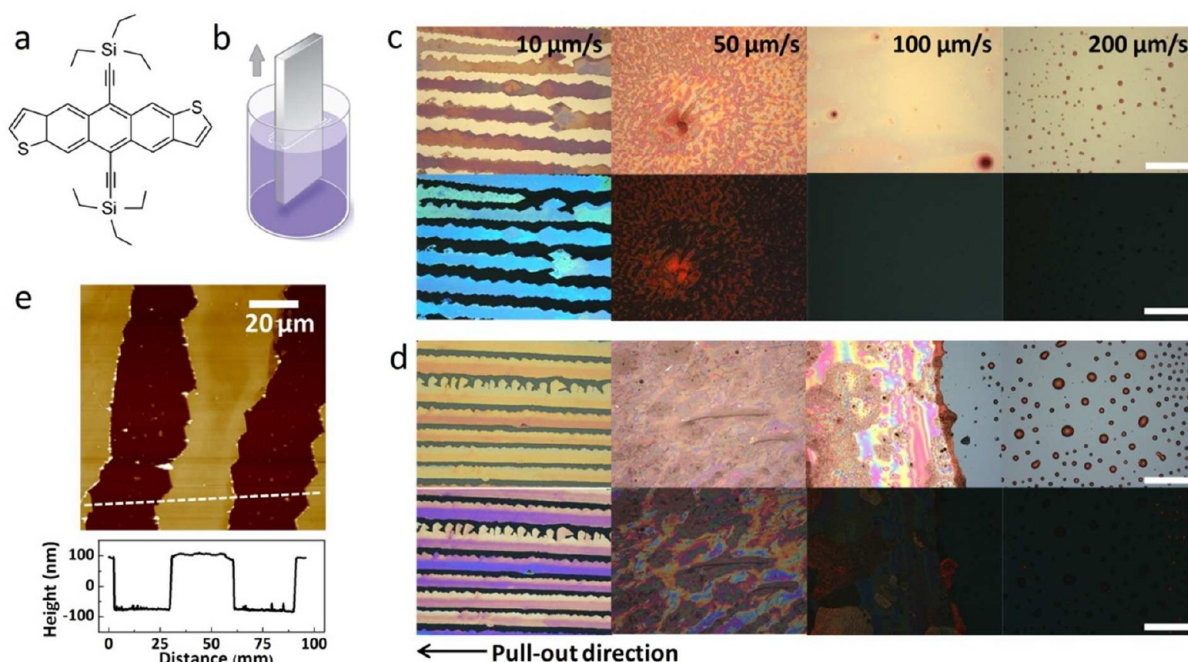 a
b
c
10 µm/s
50 µm/s
100 µm/s
200 µm/s
Si
S
S
Si
e
20 µm
d
Height (nm)
100
0
-100
0
25
50
75
100
Distance (mm)
Pull-out direction